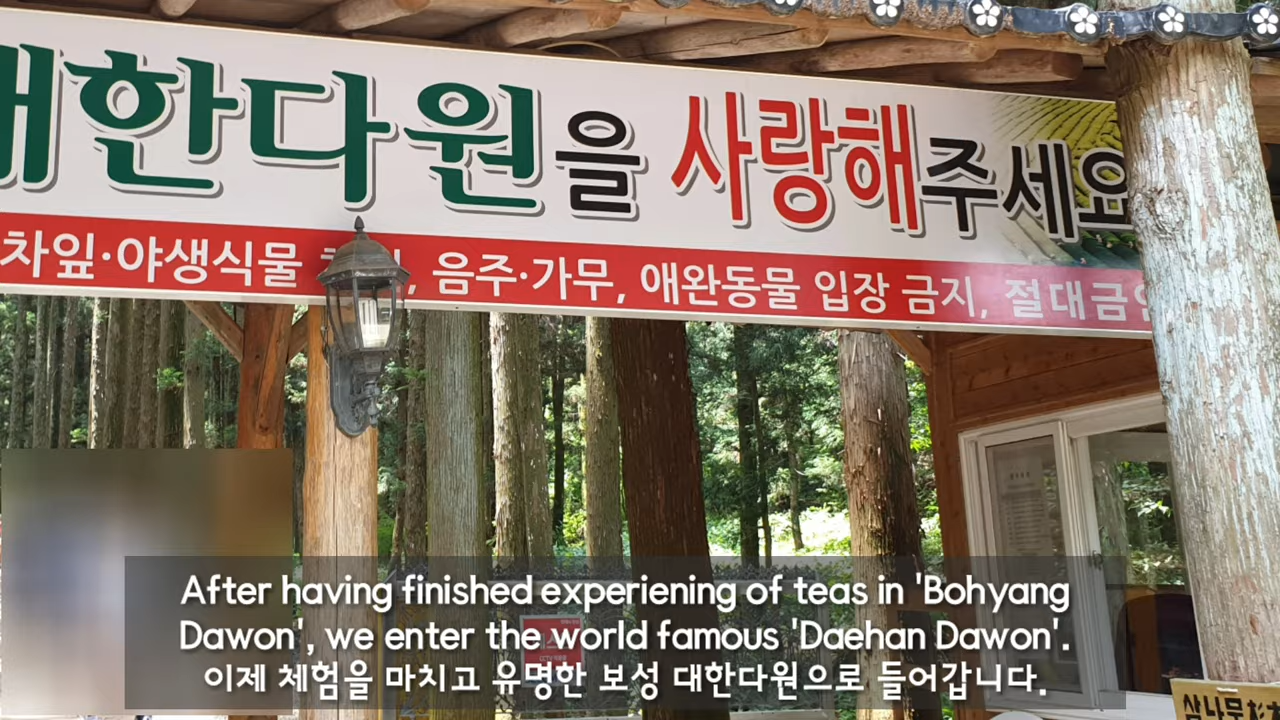 대한다원을 사랑해주세요
차잎·야생식물 , 음주·가무, 애완동물 입장 금지, 절대금
After having finished experiening of teas in 'Bohyang
Dawon', we enter the world famous 'Daehan Dawon'.
이제 체험을 마치고 유명한 보성 대한다원으로 들어갑니다.